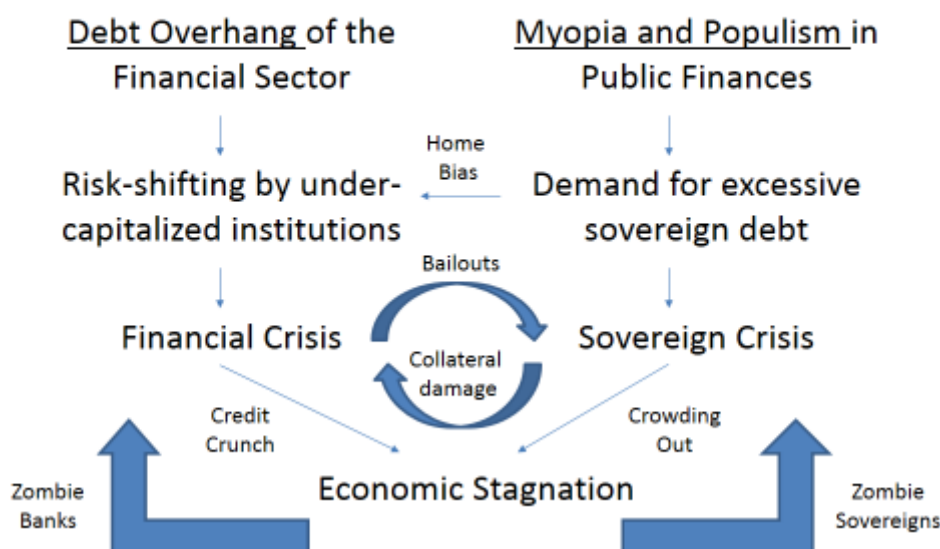 Debt Overhang of the
Financial Sector
Myopia and Populism in
Public Finances
Home
Bias
Risk-shifting by under-
capitalized institutions
Demand for excessive
sovereign debt
Bailouts
Financial Crisis
Sovereign Crisis
Collateral
damage
Credit
Crunch
Crowding
Out
Economic Stagnation
Zombie
Banks
Zombie
Sovereigns